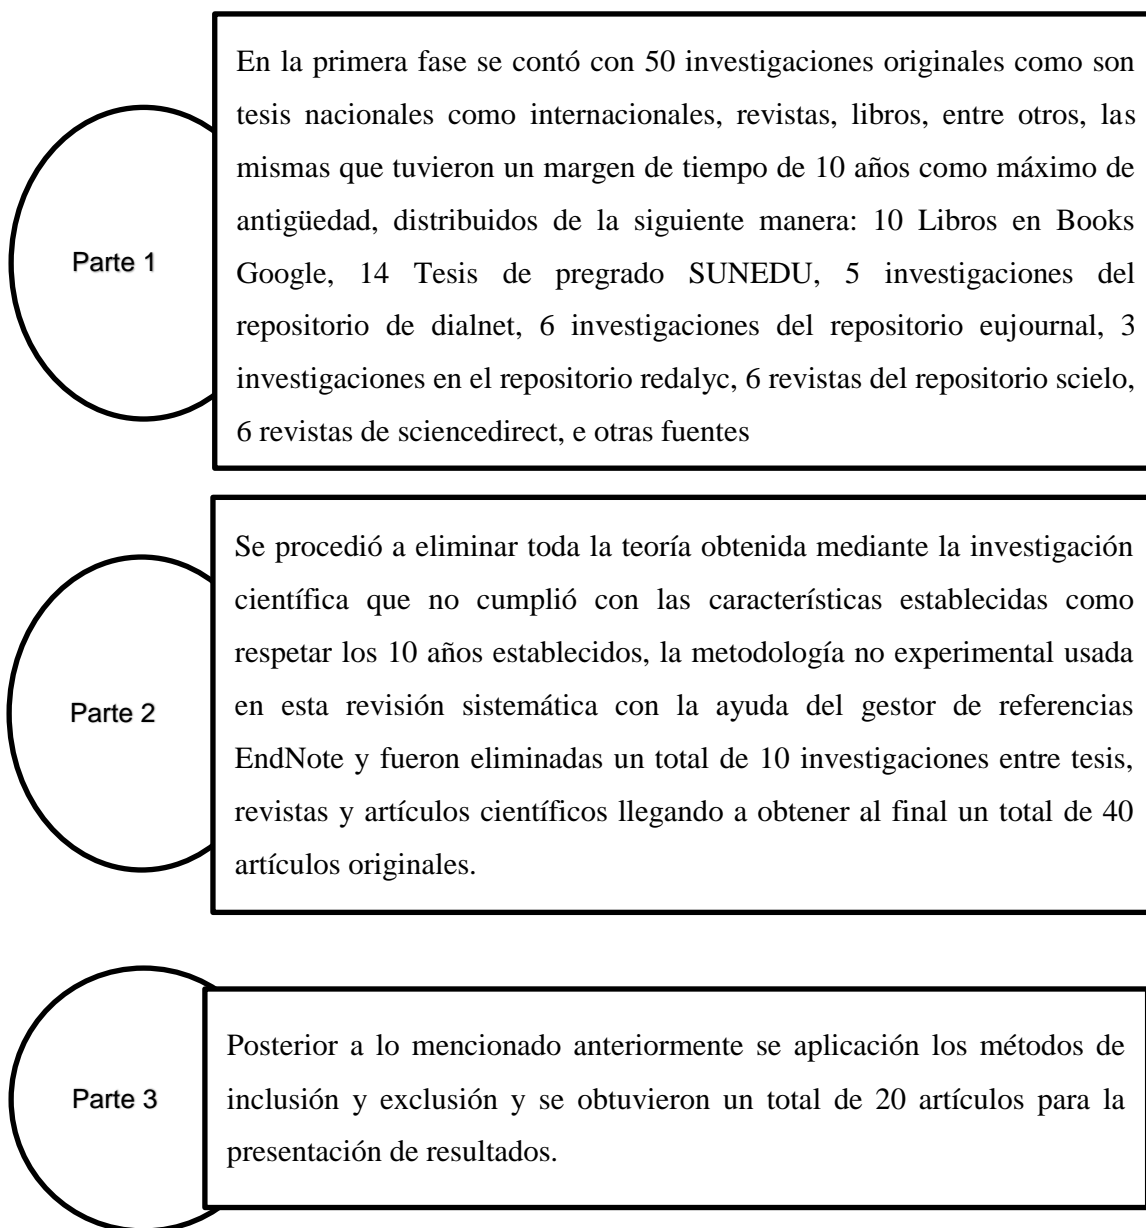 En la primera fase se contó con 50 investigaciones originales como son
tesis nacionales como internacionales, revistas, libros, entre otros, las
mismas que tuvieron un margen de tiempo de 10 años como máximo de
antigüedad, distribuidos de la siguiente manera: 10 Libros en Books
Google, 14 Tesis de pregrado SUNEDU, 5 investigaciones del
repositorio de dialnet, 6 investigaciones del repositorio eujournal, 3
investigaciones en el repositorio redalyc, 6 revistas del repositorio scielo,
6 revistas de sciencedirect, e otras fuentes
Parte 1
Se procedió a eliminar toda la teoría obtenida mediante la investigación
científica que no cumplió con las características establecidas como
respetar los 10 años establecidos, la metodología no experimental usada
en esta revisión sistemática con la ayuda del gestor de referencias
EndNote y fueron eliminadas un total de 10 investigaciones entre tesis,
revistas y artículos científicos llegando a obtener al final un total de 40
artículos originales.
Parte 2
Posterior a lo mencionado anteriormente se aplicación los métodos de
inclusión y exclusión y se obtuvieron un total de 20 artículos para la
presentación de resultados.
Parte 3